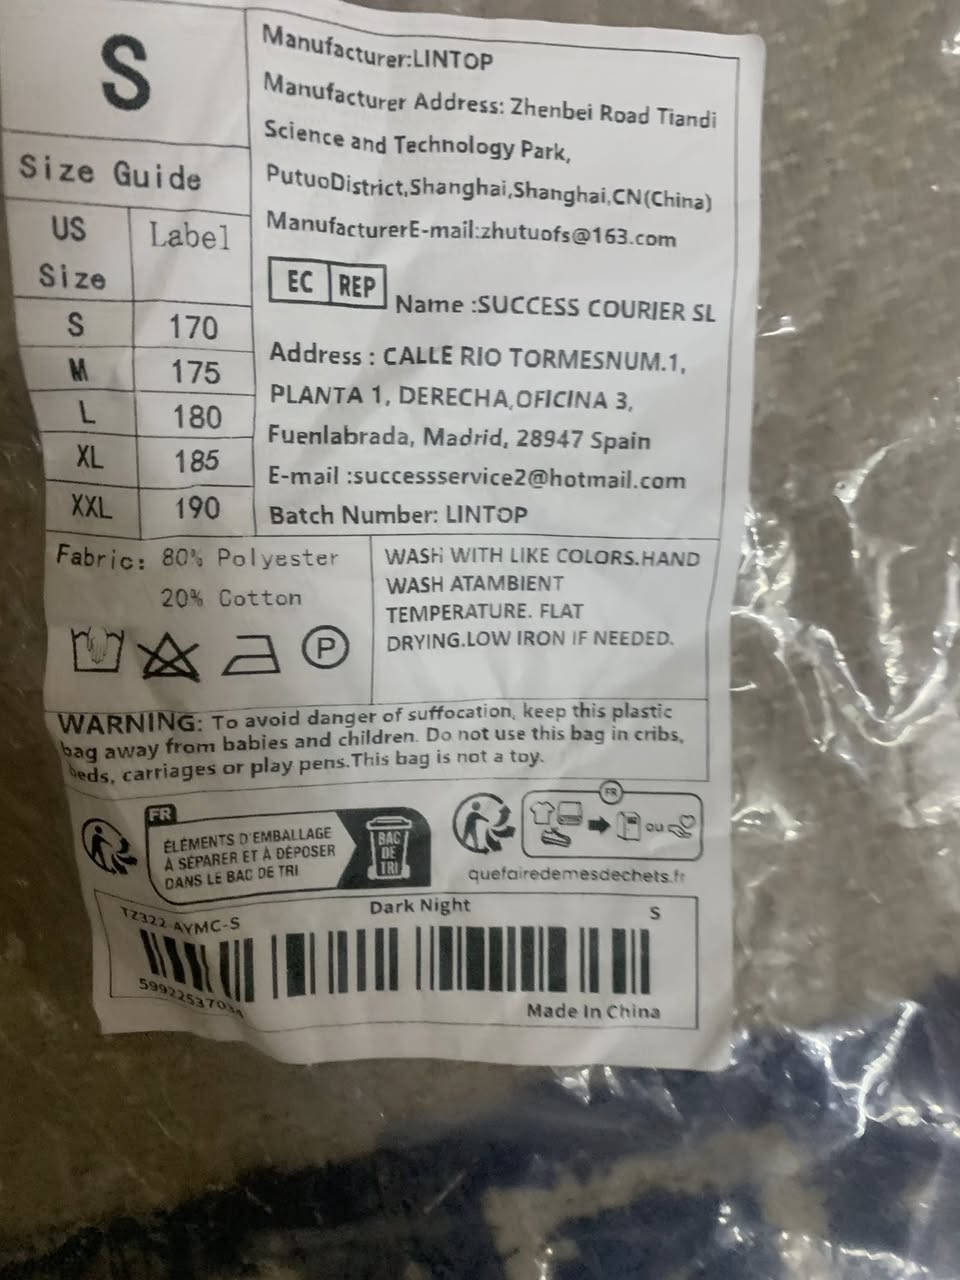 S
Size Guide
US Size Label
S 170
M 175
L 180
XL 185
XXL 190
Manufacturer:LINTOP
Manufacturer Address: Zhenbei Road Tiandi
Science and Technology Park,
PutuoDistrict,Shanghai,Shanghai,CN(China)
ManufacturerE-mail:zhutuofs@163.com
EC REP Name :SUCCESS COURIER SL
Address : CALLE RIO TORMESNUM.1,
PLANTA 1, DERECHA,OFICINA 3,
Fuenlabrada, Madrid, 28947 Spain
E-mail :successservice2@hotmail.com
Batch Number: LINTOP
Fabric: 80% Polyester
20% Cotton
P
WASH WITH LIKE COLORS.HAND
WASH ATAMBIENT
TEMPERATURE. FLAT
DRYING.LOW IRON IF NEEDED.
WARNING: To avoid danger of suffocation, keep this plastic
bag away from babies and children. Do not use this bag in cribs,
beds, carriages or play pens.This bag is not a toy.
FR
ÉLÉMENTS D'EMBALLAGE
À SÉPARER ET À DÉPOSER
DANS LE BAC DE TRI
BAC
DE
TRI
FR
ou
quefairedemesdechets.fr
TZ322-AYMC-S
Dark Night
S
Made In China